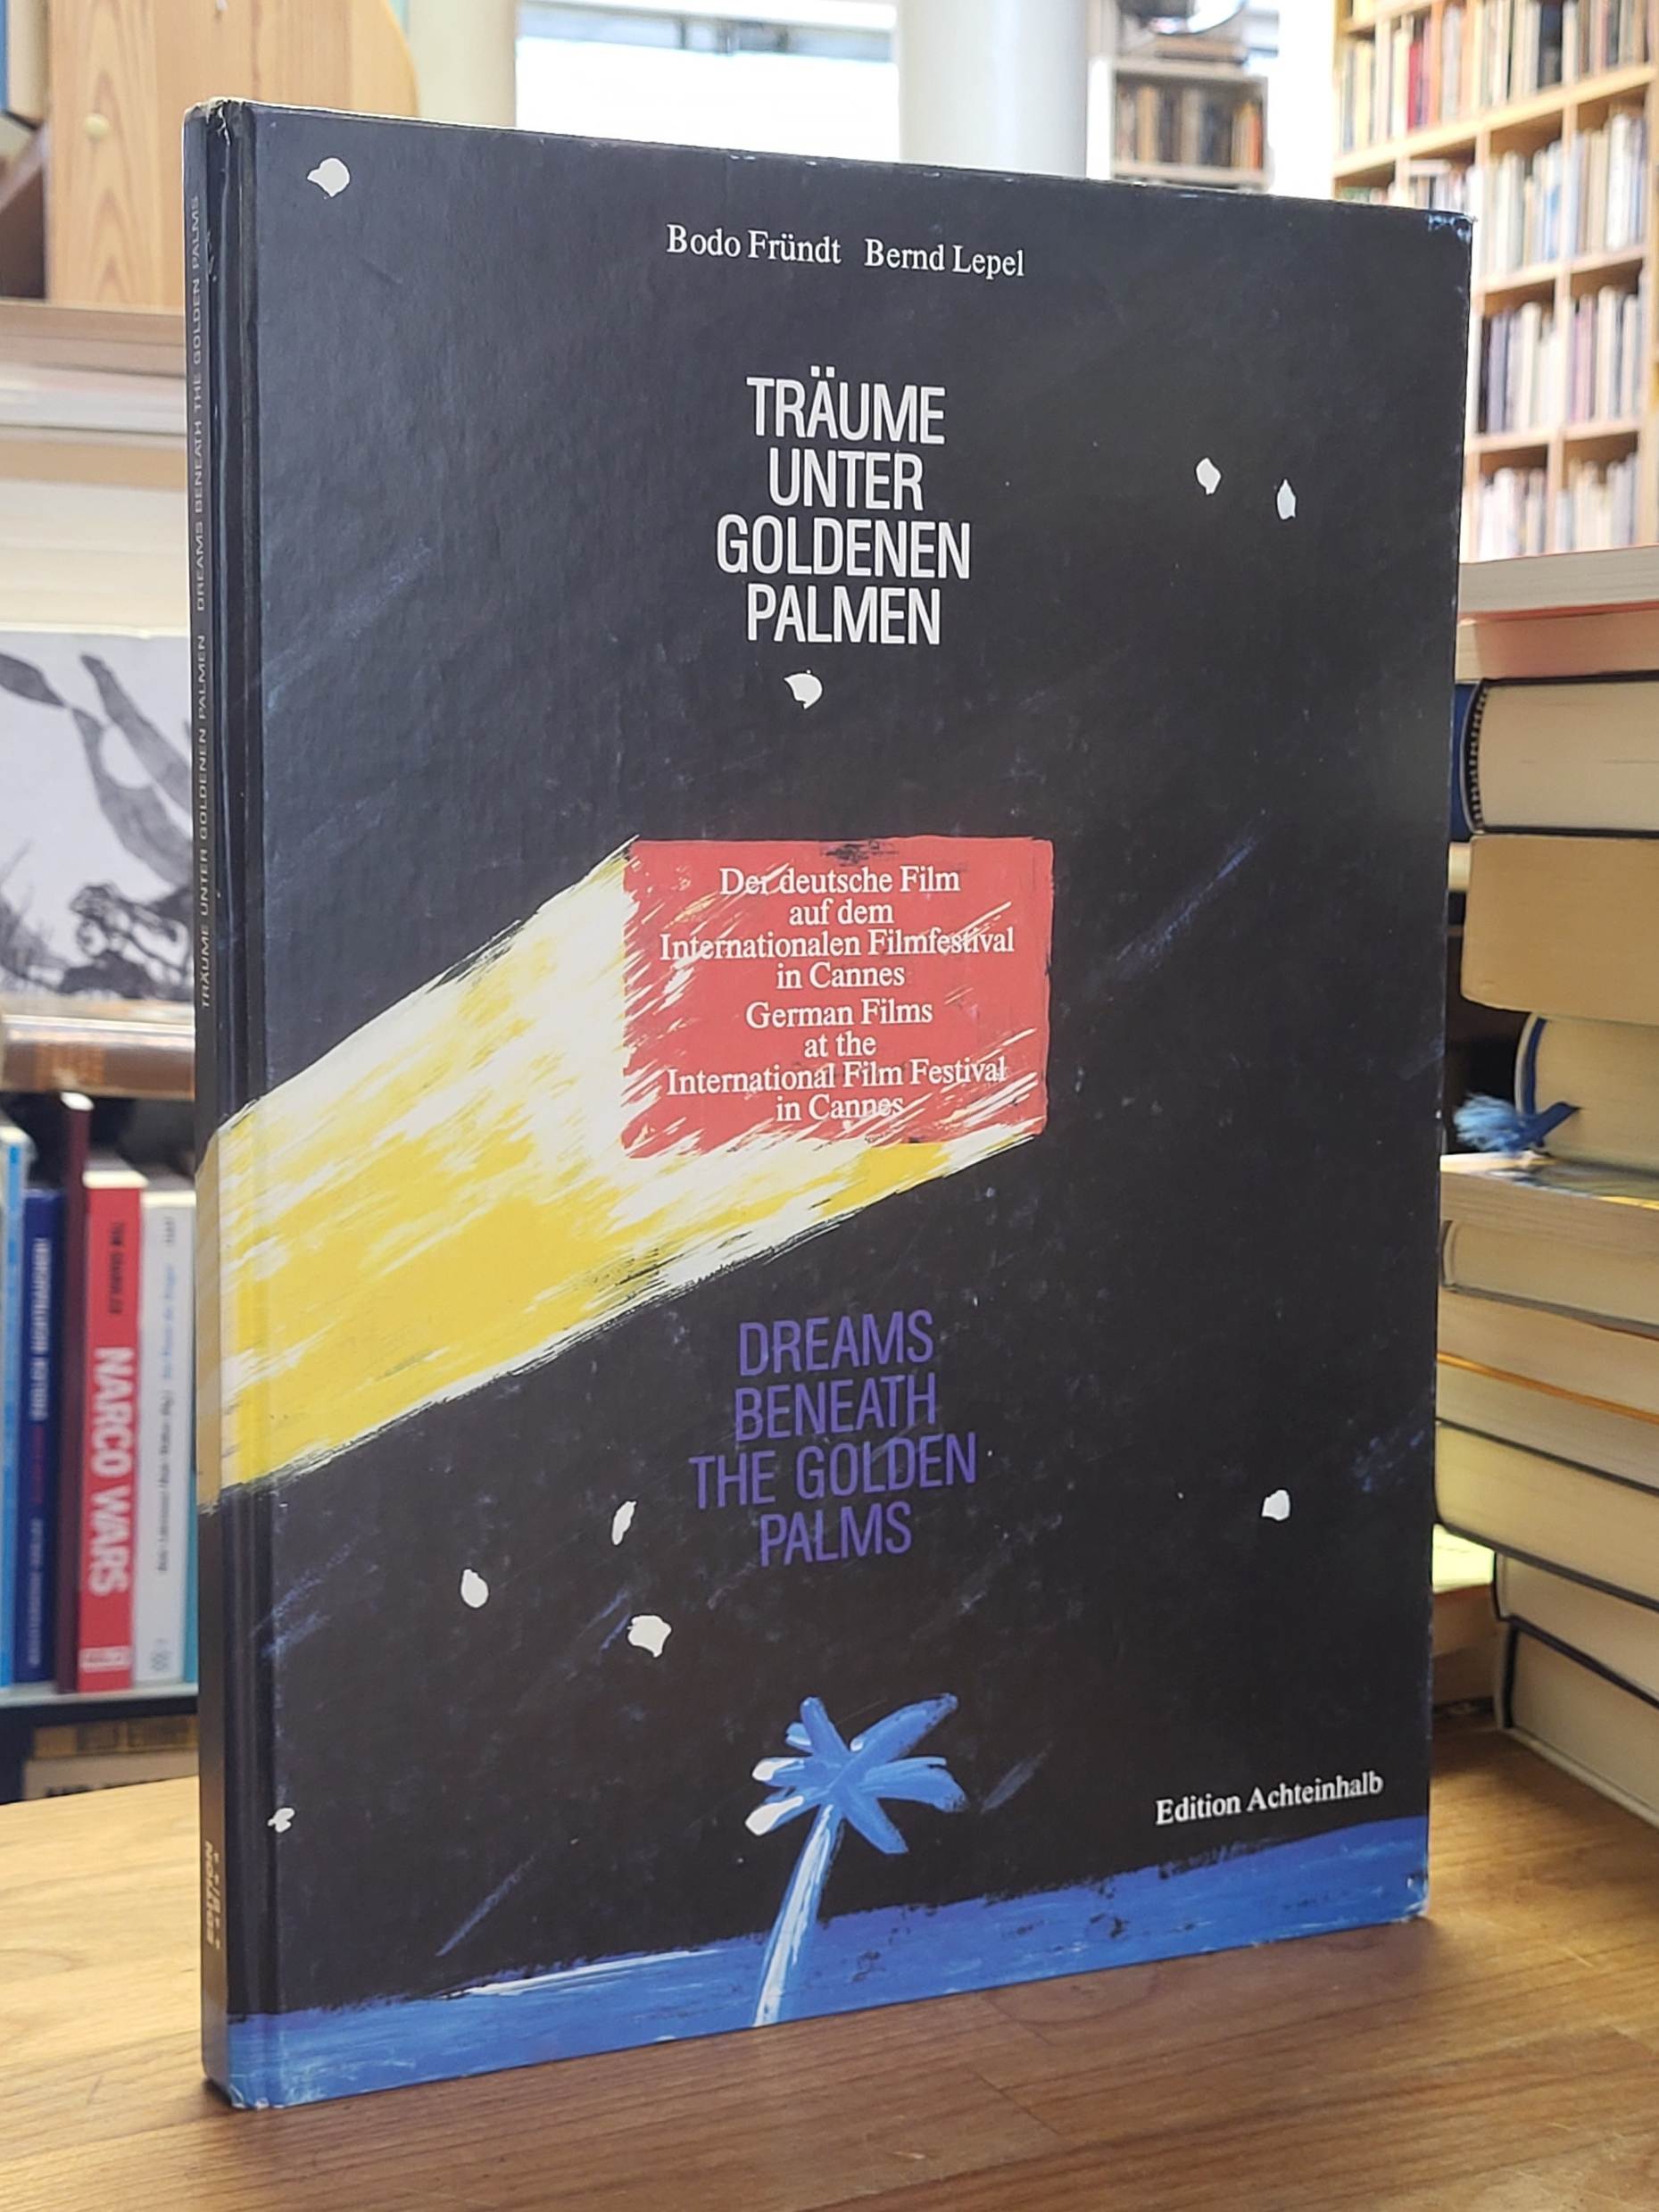 Bodo Fründt Bernd Lepel
TRÄUME
UNTER
GOLDENEN
PALMEN
Der deutsche Film
auf dem
Internationalen Filmfestival
in Cannes
German Films
at the
International Film Festival
in Cannes
DREAMS
BENEATH
THE GOLDEN
PALMS
Edition Achteinhalb
TRÄUME UNTER GOLDENEN PALMEN DREAMS BENEATH THE GOLDEN PALMS
NARCO WARS